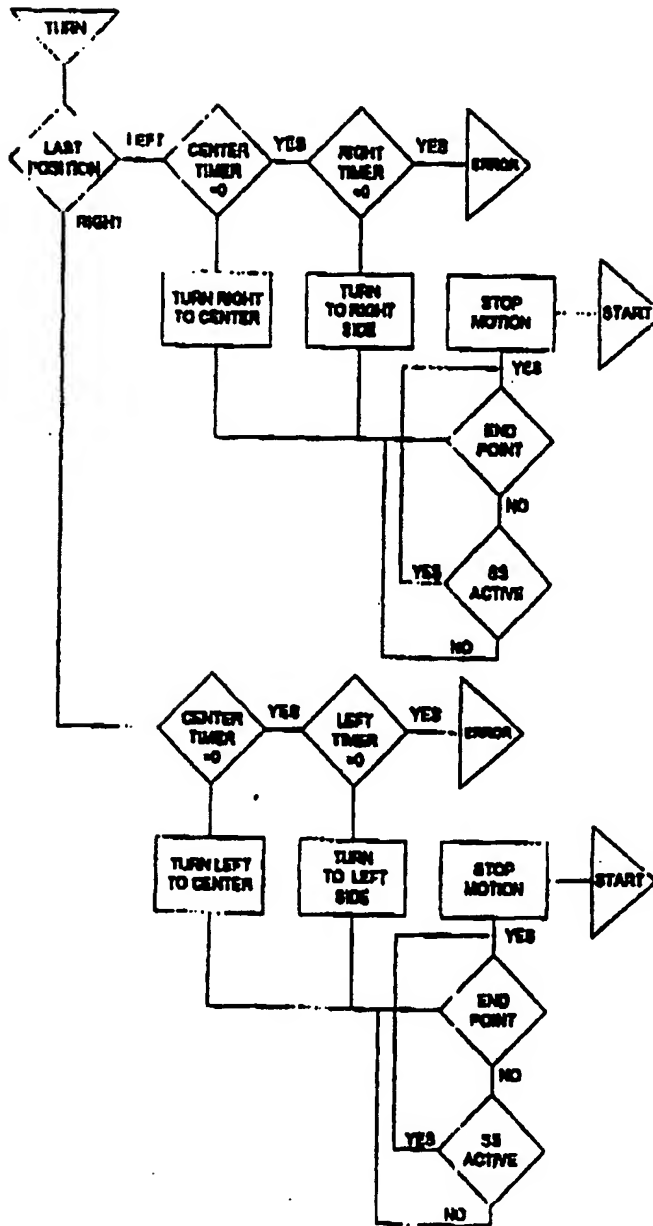 TURN
LAST
POSITION
LEFT
RIGHT
CENTER
TIMER
=0
YES
RIGHT
TIMER
=0
YES
ERROR
TURN RIGHT
TO CENTER
TURN
TO RIGHT
SIDE
STOP
MOTION
START
YES
END
POINT
NO
YES
ACTIVE
NO
CENTER
TIMER
=0
YES
LEFT
TIMER
=0
YES
ERROR
TURN LEFT
TO CENTER
TURN
TO LEFT
SIDE
STOP
MOTION
START
YES
END
POINT
NO
YES
ACTIVE
NO